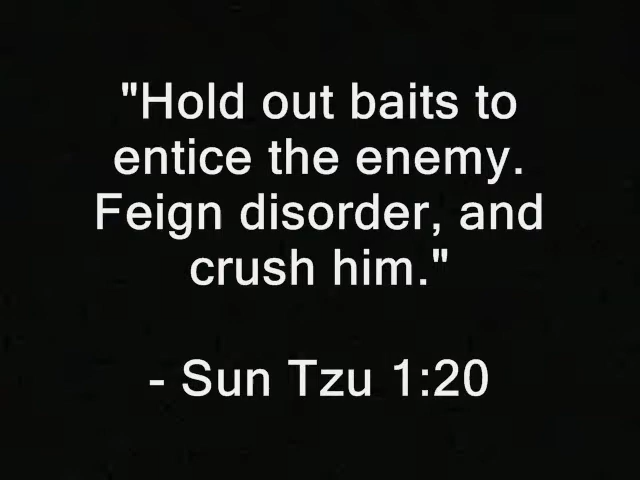 "Hold out baits to
entice the enemy.
Feign disorder, and
crush him."
- Sun Tzu 1:20